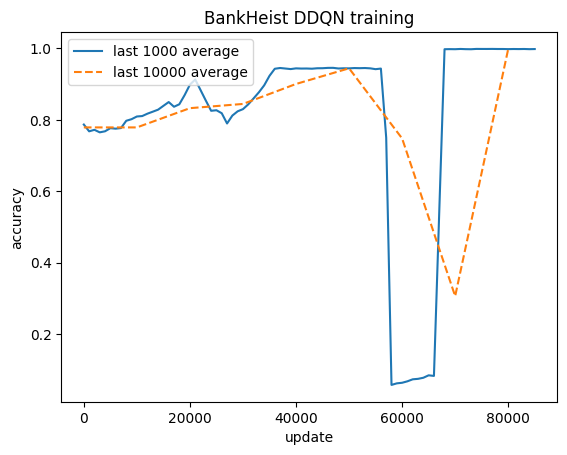 BankHeist DDQN training
last 1000 average
last 10000 average
1.0
0.8
0.6
0.4
0.2
accuracy
0
20000
40000
60000
80000
update